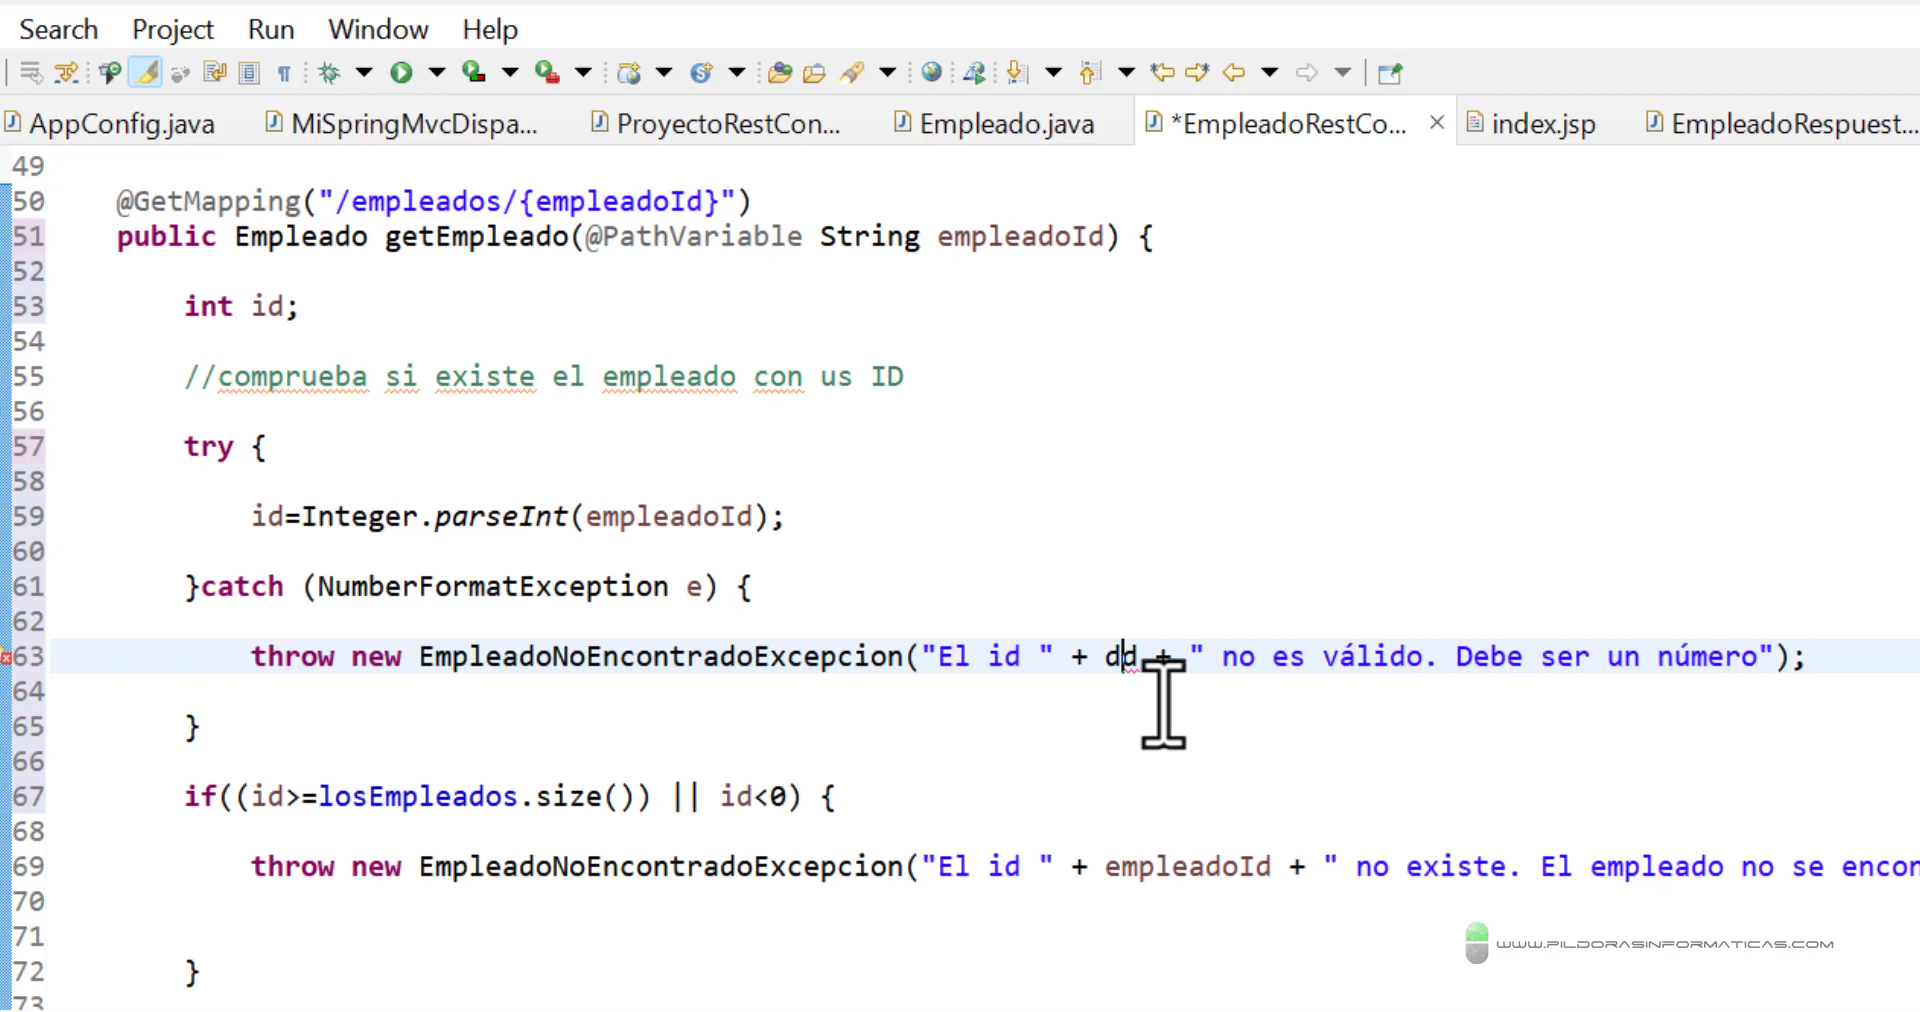 Search Project Run Window Help
AppConfig.java MiSpringMvcDispa... ProyectoRestCon... Empleado.java *EmpleadoRestCo... index.jsp EmpleadoRespuest...
49
50 @GetMapping("/empleados/{empleadoId}")
51 public Empleado getEmpleado(@PathVariable String empleadoId) {
52
53 int id;
54
55 //comprueba si existe el empleado con us ID
56
57 try {
58
59 id=Integer.parseInt(empleadoId);
60
61 }catch (NumberFormatException e) {
62
63 throw new EmpleadoNoEncontradoExcepcion("El id " + dd + " no es válido. Debe ser un número");
64
65 }
66
67 if((id>=losEmpleados.size()) || id<0) {
68
69 throw new EmpleadoNoEncontradoExcepcion("El id " + empleadoId + " no existe. El empleado no se encon
70
71
WWW.PILDORASINFORMATICAS.COM
72 }
73